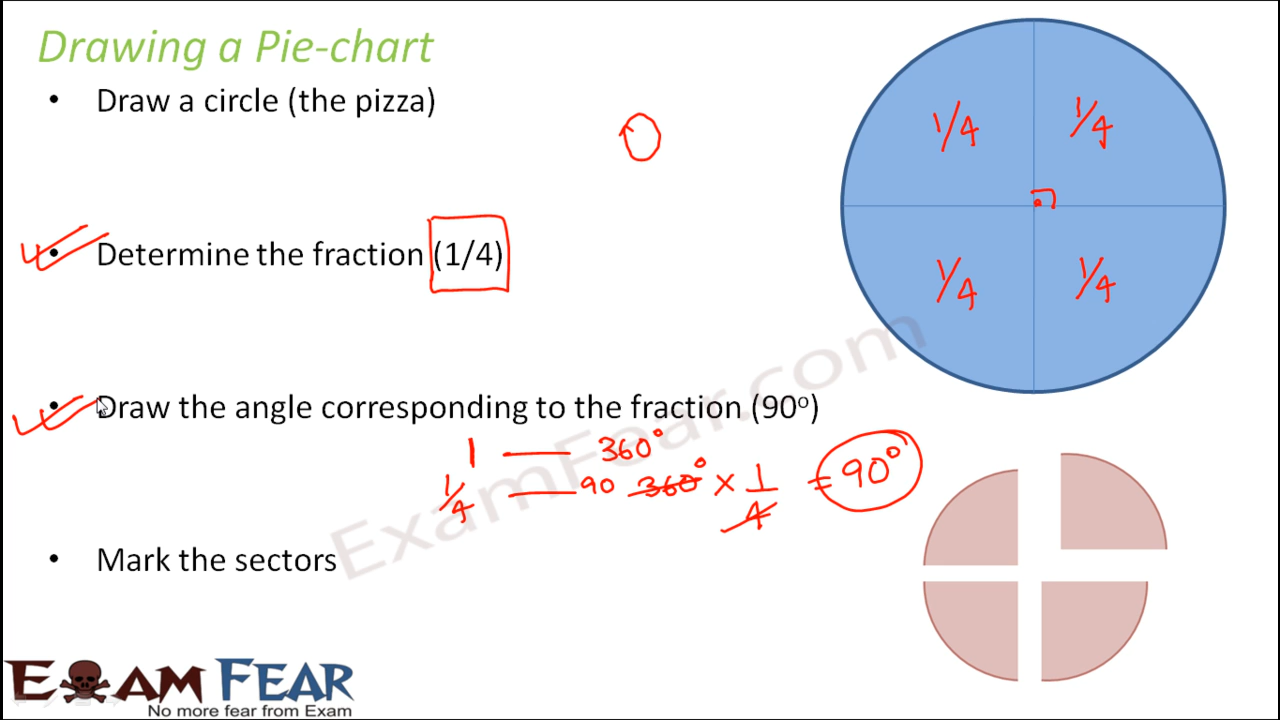 Drawing a Pie-chart
• Draw a circle (the pizza)
1/4 1/4
• Determine the fraction (1/4)
1/4 1/4
• Draw the angle corresponding to the fraction (90°)
1 — 360°
1/4 — 90 360° × 1/4 = 90°
• Mark the sectors
ExamFear.com
EXAM FEAR
No more fear from Exam